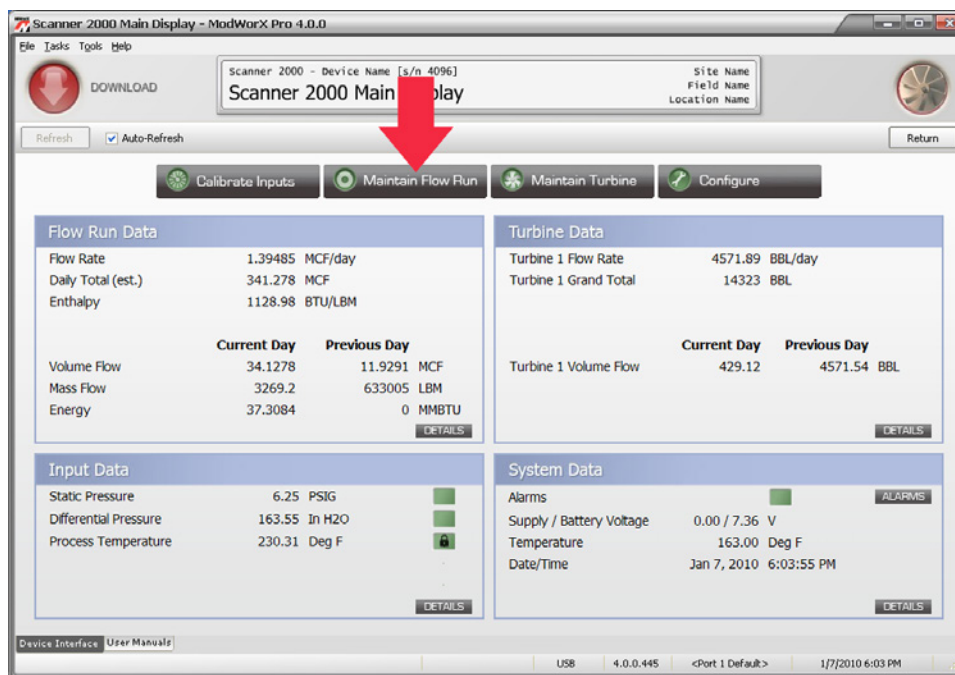 Scanner 2000 Main Display - ModWorX Pro 4.0.0
File Tasks Tools Help
DOWNLOAD
Scanner 2000 - Device Name [s/n 4096]
Scanner 2000 Main Display
Site Name
Field Name
Location Name
Refresh
Auto-Refresh
Return
Calibrate Inputs
Maintain Flow Run
Maintain Turbine
Configure
Flow Run Data
Flow Rate 1.39485 MCF/day
Daily Total (est.) 341.278 MCF
Enthalpy 1128.98 BTU/LBM
Current Day Previous Day
Volume Flow 34.1278 11.9291 MCF
Mass Flow 3269.2 633005 LBM
Energy 37.3084 0 MMBTU
DETAILS
Turbine Data
Turbine 1 Flow Rate 4571.89 BBL/day
Turbine 1 Grand Total 14323 BBL
Current Day Previous Day
Turbine 1 Volume Flow 429.12 4571.54 BBL
DETAILS
Input Data
Static Pressure 6.25 PSIG
Differential Pressure 163.55 In H2O
Process Temperature 230.31 Deg F
DETAILS
System Data
Alarms ALARMS
Supply / Battery Voltage 0.00 / 7.36 V
Temperature 163.00 Deg F
Date/Time Jan 7, 2010 6:03:55 PM
DETAILS
Device Interface User Manuals
USB 4.0.0.445 <Port 1 Default> 1/7/2010 6:03 PM